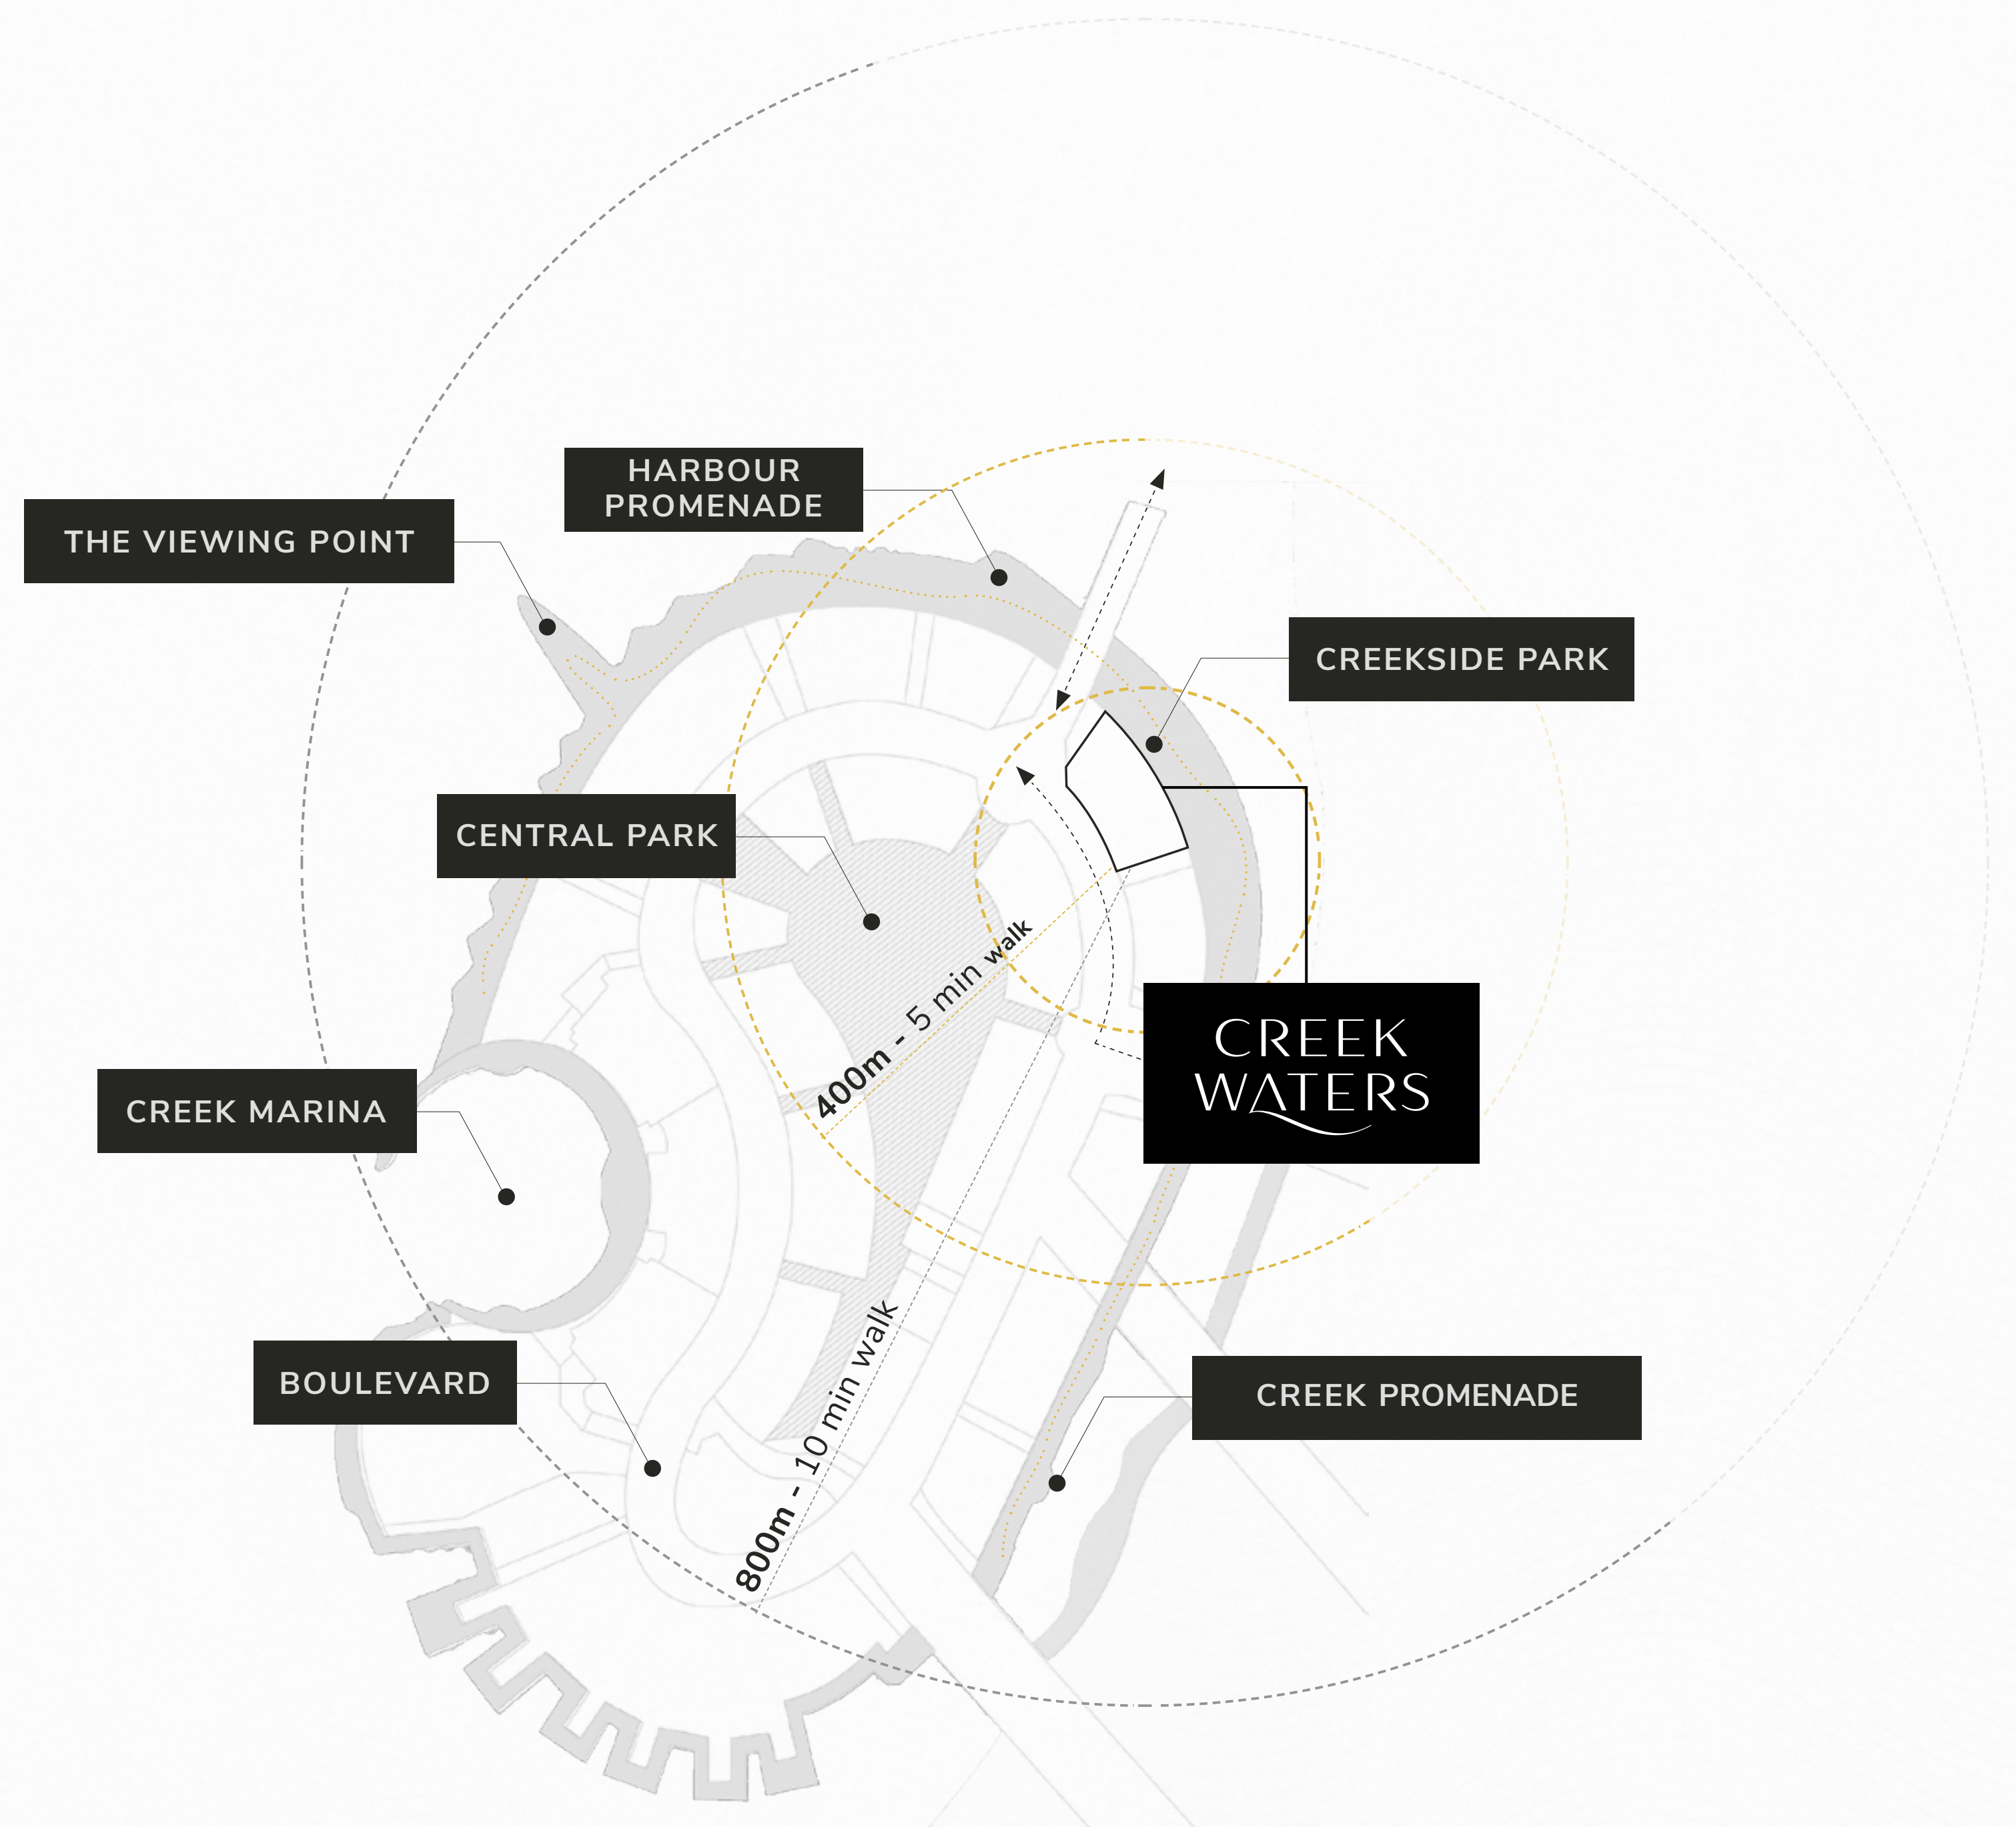 HARBOUR
PROMENADE
THE VIEWING POINT
CREEKSIDE PARK
CENTRAL PARK
400m - 5 min walk
CREEK
WATERS
CREEK MARINA
BOULEVARD
800m - 10 min walk
CREEK PROMENADE